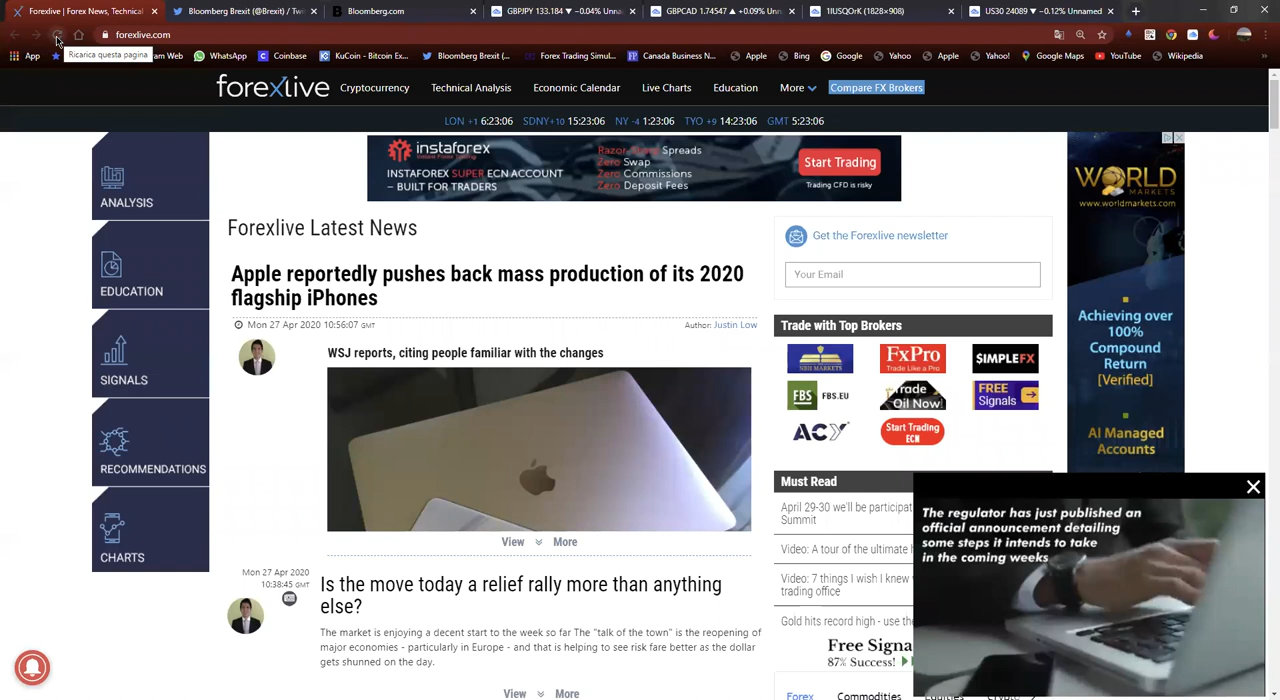 Forexlive | Forex News, Technical
Bloomberg Brexit (@Brexit) / Twi
Bloomberg.com
GBPJPY 133.184 ▼ −0.04% Unna
GBPCAD 1.74547 ▲ +0.09% Un
1IUSQOrK (1828×908)
US30 24089 ▼ −0.12% Unnamed
forexlive.com
App
Ricarica questa pagina
am Web
WhatsApp
Coinbase
KuCoin - Bitcoin Ex...
Bloomberg Brexit (...
Forex Trading Simul...
Canada Business N...
Apple
Bing
Google
Yahoo
Apple
Yahoo!
Google Maps
YouTube
Wikipedia
forexlive
Cryptocurrency
Technical Analysis
Economic Calendar
Live Charts
Education
More
Compare FX Brokers
LON +1 6:23:06 SDNY+10 15:23:06 NY -4 1:23:06 TYO +9 14:23:06 GMT 5:23:06
instaforex
Instant Forex Trading
INSTAFOREX SUPER ECN ACCOUNT
– BUILT FOR TRADERS
Spreads
Zero Swap
Zero Commissions
Zero Deposit Fees
Start Trading
Trading CFD is risky
ANALYSIS
EDUCATION
SIGNALS
RECOMMENDATIONS
CHARTS
Forexlive Latest News
Apple reportedly pushes back mass production of its 2020
flagship iPhones
Mon 27 Apr 2020 10:56:07 GMT
Author: Justin Low
WSJ reports, citing people familiar with the changes
View More
Mon 27 Apr 2020
10:38:45 GMT
Is the move today a relief rally more than anything
else?
The market is enjoying a decent start to the week so far The "talk of the town" is the reopening of
major economies - particularly in Europe - and that is helping to see risk fare better as the dollar
gets shunned on the day.
View More
Get the Forexlive newsletter
Your Email
Trade with Top Brokers
NSB MARKETS
FxPro
Trade Like a Pro
SIMPLEFX
FBS
FBS.EU
Trade
Oil Now!
FREE
Signals
ACY
Start Trading
ECN
Must Read
April 29-30 we'll be participat
Summit
Video: A tour of the ultimate h
Video: 7 things I wish I knew
trading office
Gold hits record high - use the
Free Signa
87% Success!
Forex
Commodities
WORLD
MARKETS
www.worldmarkets.com
Achieving over
100%
Compound
Return
[Verified]
AI Managed
Accounts
The regulator has just published an
official announcement detailing
some steps it intends to take
in the coming weeks